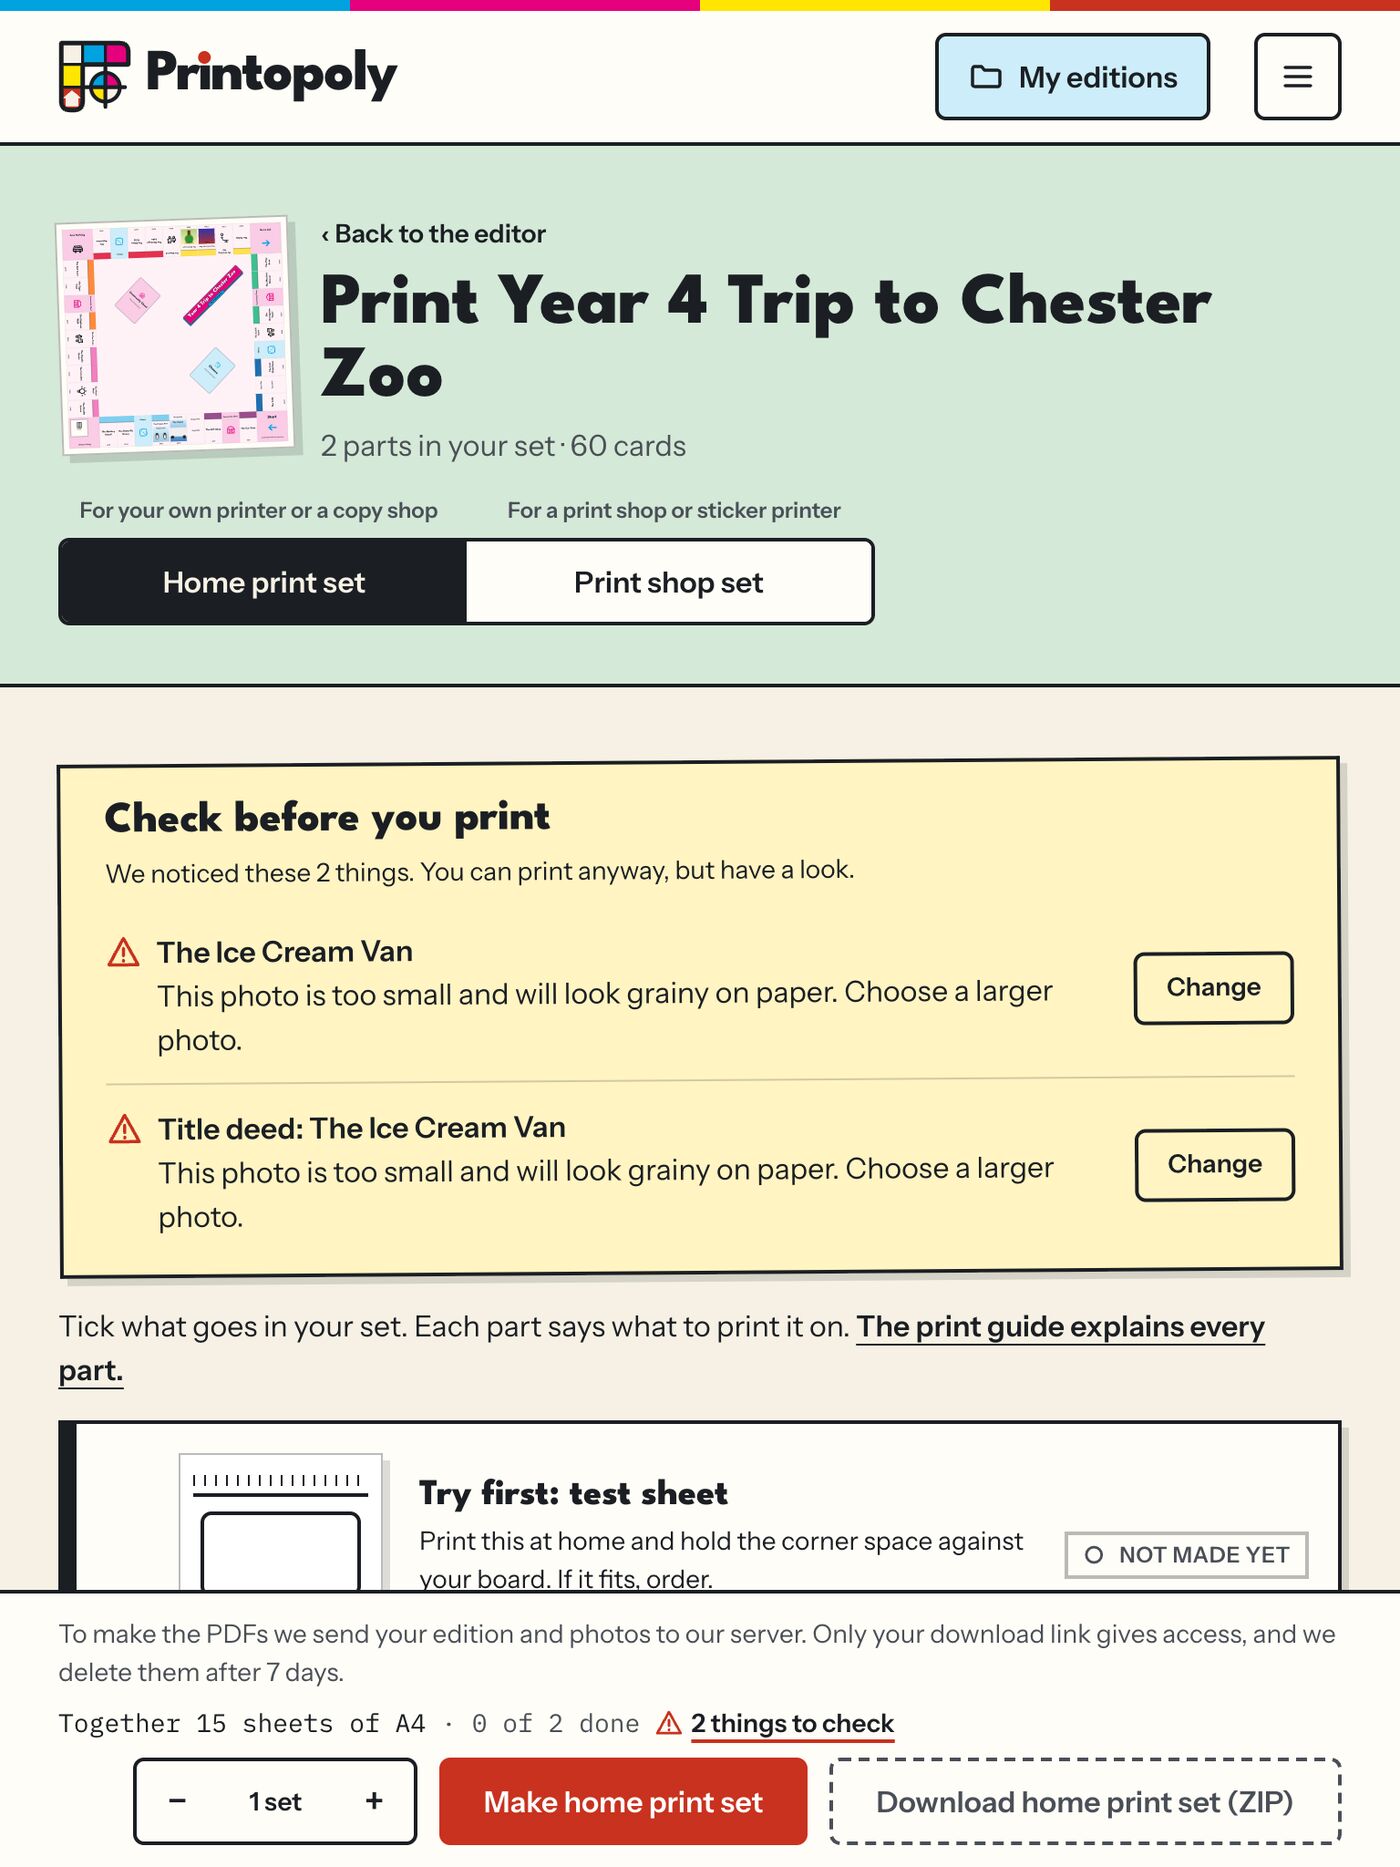 Printopoly
My editions
Year 4 Trip to Chester Zoo
‹ Back to the editor
Print Year 4 Trip to Chester
Zoo
2 parts in your set · 60 cards
For your own printer or a copy shop
For a print shop or sticker printer
Home print set
Print shop set
Check before you print
We noticed these 2 things. You can print anyway, but have a look.
The Ice Cream Van
This photo is too small and will look grainy on paper. Choose a larger
photo.
Change
Title deed: The Ice Cream Van
This photo is too small and will look grainy on paper. Choose a larger
photo.
Change
Tick what goes in your set. Each part says what to print it on. The print guide explains every
part.
Try first: test sheet
Print this at home and hold the corner space against
your board. If it fits, order.
NOT MADE YET
To make the PDFs we send your edition and photos to our server. Only your download link gives access, and we
delete them after 7 days.
Together 15 sheets of A4 · 0 of 2 done 2 things to check
− 1 set +
Make home print set
Download home print set (ZIP)